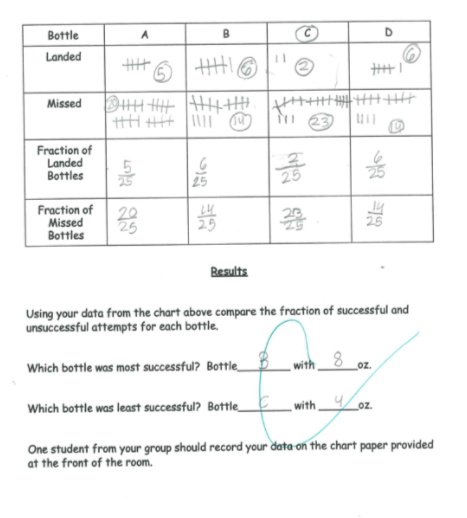 Bottle A B C D
Landed 5 6 2 6
Missed 20 14 23 14
Fraction of Landed Bottles 5/25 6/25 2/25 6/25
Fraction of Missed Bottles 20/25 14/25 23/25 14/25
Results
Using your data from the chart above compare the fraction of successful and
unsuccessful attempts for each bottle.
Which bottle was most successful? Bottle B with 8 oz.
Which bottle was least successful? Bottle C with 4 oz.
One student from your group should record your data on the chart paper provided
at the front of the room.